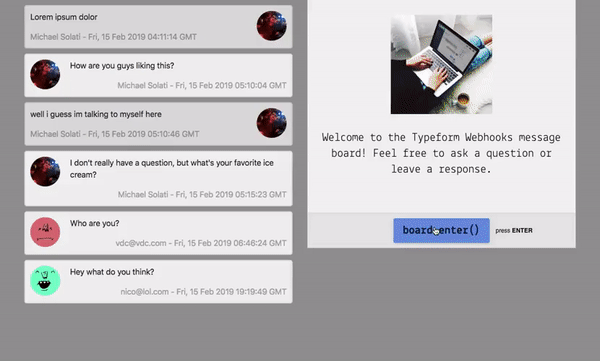 Lorem ipsum dolor
Michael Solati - Fri, 15 Feb 2019 04:11:14 GMT
How are you guys liking this?
Michael Solati - Fri, 15 Feb 2019 05:10:04 GMT
well i guess im talking to myself here
Michael Solati - Fri, 15 Feb 2019 05:10:46 GMT
I don't really have a question, but what's your favorite ice
cream?
Michael Solati - Fri, 15 Feb 2019 05:15:23 GMT
Who are you?
vdc@vdc.com - Fri, 15 Feb 2019 06:46:24 GMT
Hey what do you think?
nico@lol.com - Fri, 15 Feb 2019 19:19:49 GMT
Welcome to the Typeform Webhooks message
board! Feel free to ask a question or
leave a response.
board.enter() press ENTER